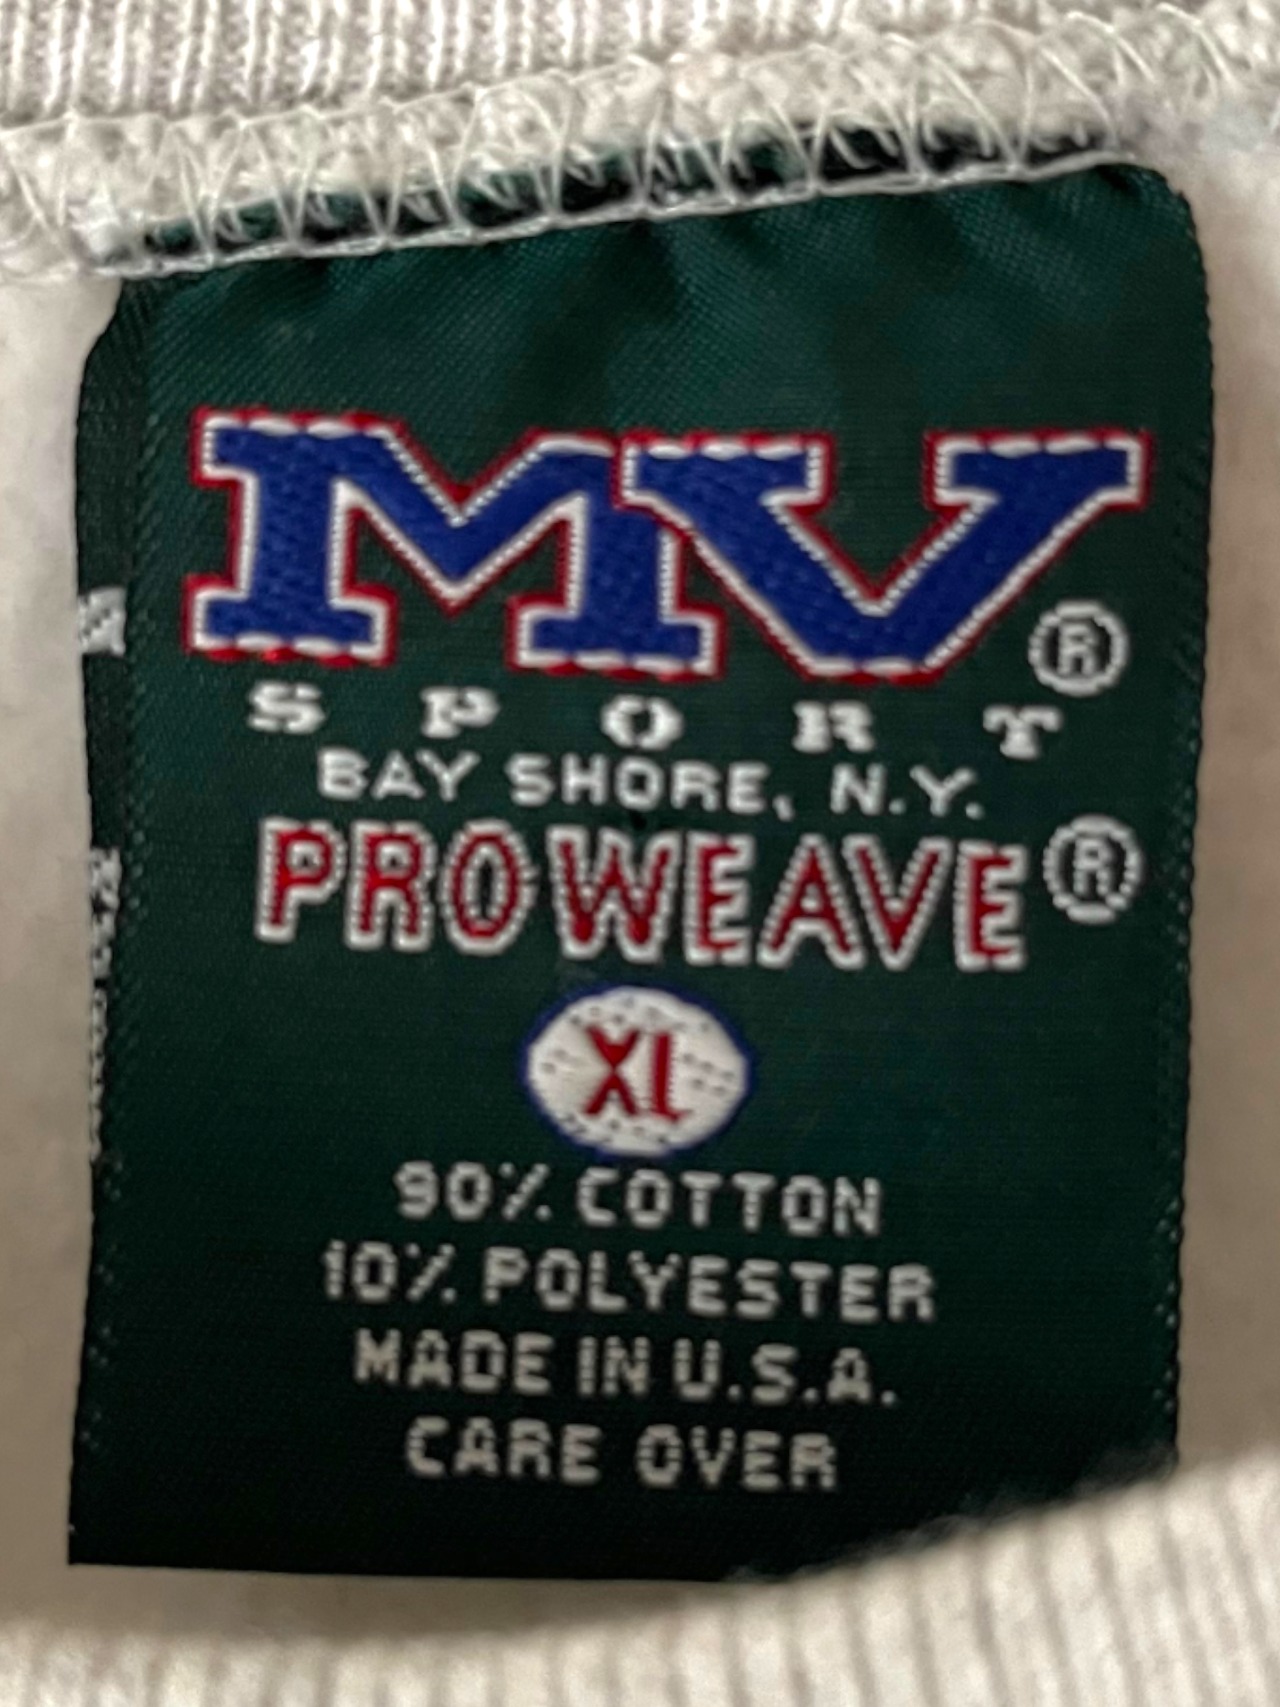 MV®
SPORT
BAY SHORE, N.Y.
PROWEAVE®
XL
90% COTTON
10% POLYESTER
MADE IN U.S.A.
CARE OVER